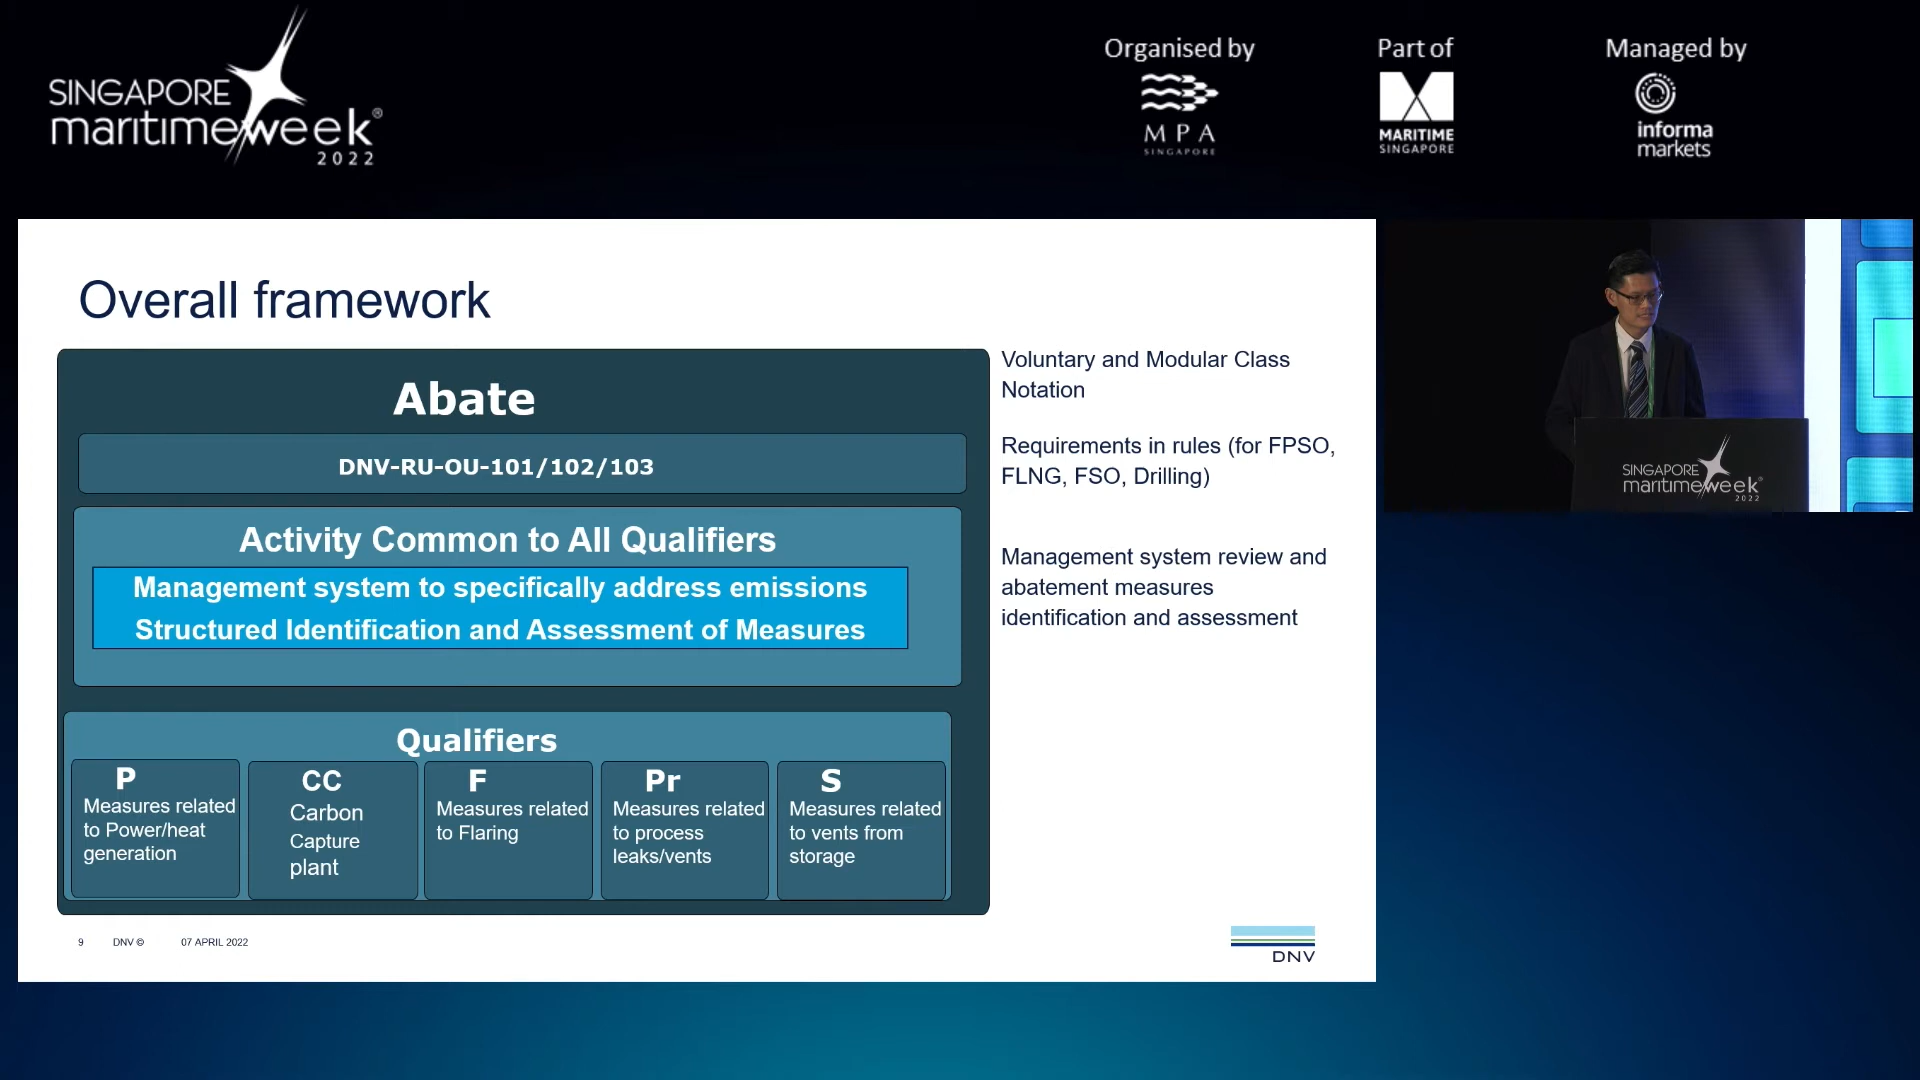 SINGAPORE
maritimeweek®
2022
Organised by
MPA
SINGAPORE
Part of
MARITIME
SINGAPORE
Managed by
informa
markets
Overall framework
Abate
DNV-RU-OU-101/102/103
Activity Common to All Qualifiers
Management system to specifically address emissions
Structured Identification and Assessment of Measures
Qualifiers
P
Measures related
to Power/heat
generation
CC
Carbon
Capture
plant
F
Measures related
to Flaring
Pr
Measures related
to process
leaks/vents
S
Measures related
to vents from
storage
Voluntary and Modular Class
Notation
Requirements in rules (for FPSO,
FLNG, FSO, Drilling)
Management system review and
abatement measures
identification and assessment
9 DNV © 07 APRIL 2022
DNV
SINGAPORE
maritimeweek®
2022